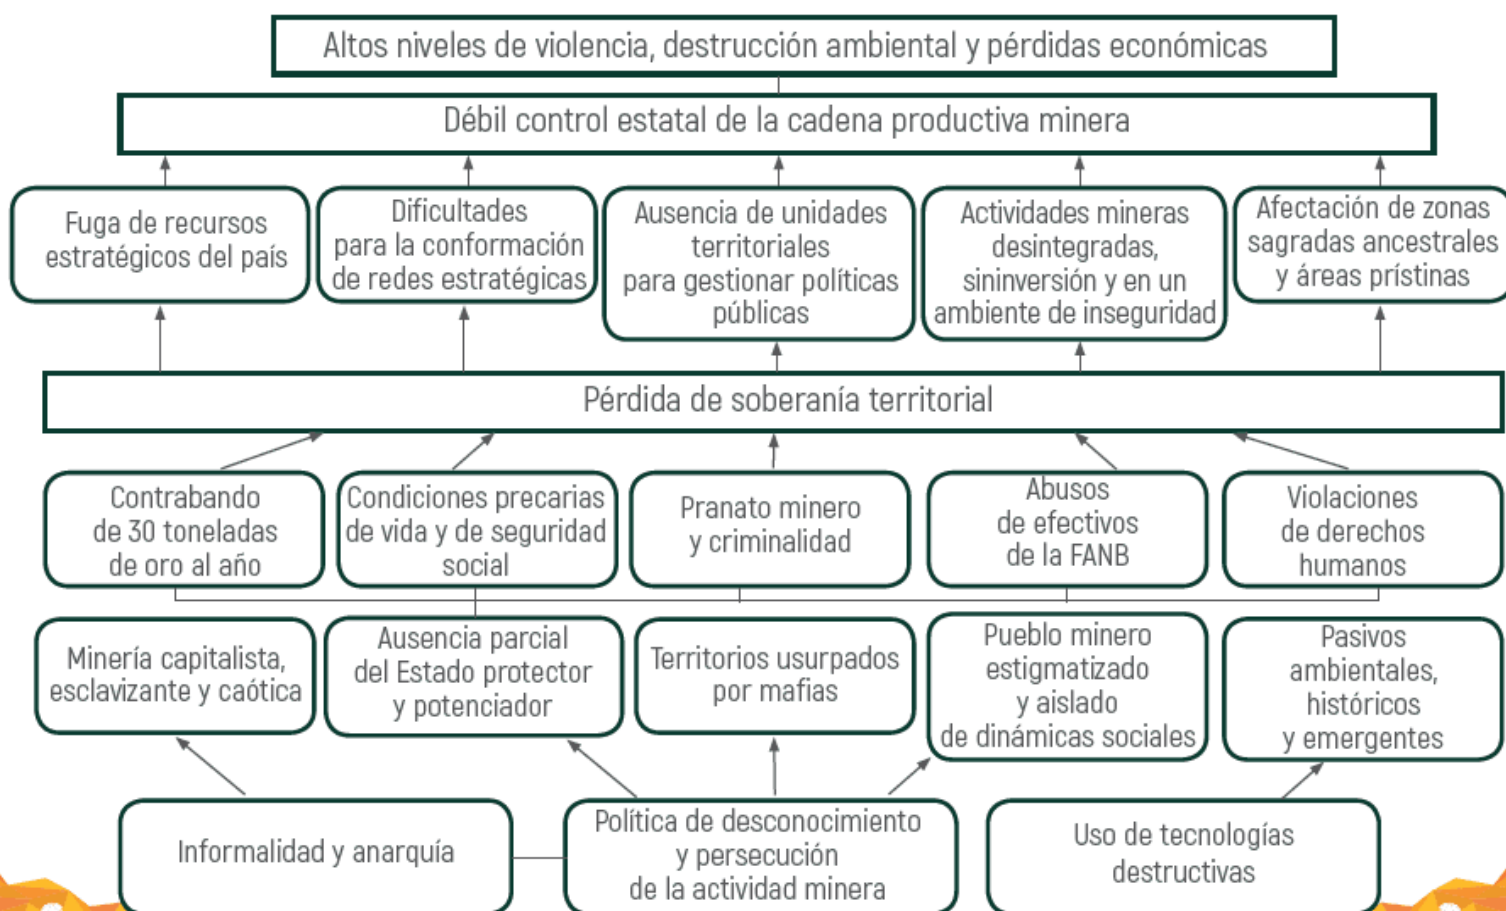 Altos niveles de violencia, destrucción ambiental y pérdidas económicas
Débil control estatal de la cadena productiva minera
Fuga de recursos
estratégicos del país
Dificultades
para la conformación
de redes estratégicas
Ausencia de unidades
territoriales
para gestionar políticas
públicas
Actividades mineras
desintegradas,
sininversión y en un
ambiente de inseguridad
Afectación de zonas
sagradas ancestrales
y áreas prístinas
Pérdida de soberanía territorial
Contrabando
de 30 toneladas
de oro al año
Condiciones precarias
de vida y de seguridad
social
Pranato minero
y criminalidad
Abusos
de efectivos
de la FANB
Violaciones
de derechos
humanos
Minería capitalista,
esclavizante y caótica
Ausencia parcial
del Estado protector
y potenciador
Territorios usurpados
por mafias
Pueblo minero
estigmatizado
y aislado
de dinámicas sociales
Pasivos
ambientales,
históricos
y emergentes
Informalidad y anarquía
Política de desconocimiento
y persecución
de la actividad minera
Uso de tecnologías
destructivas